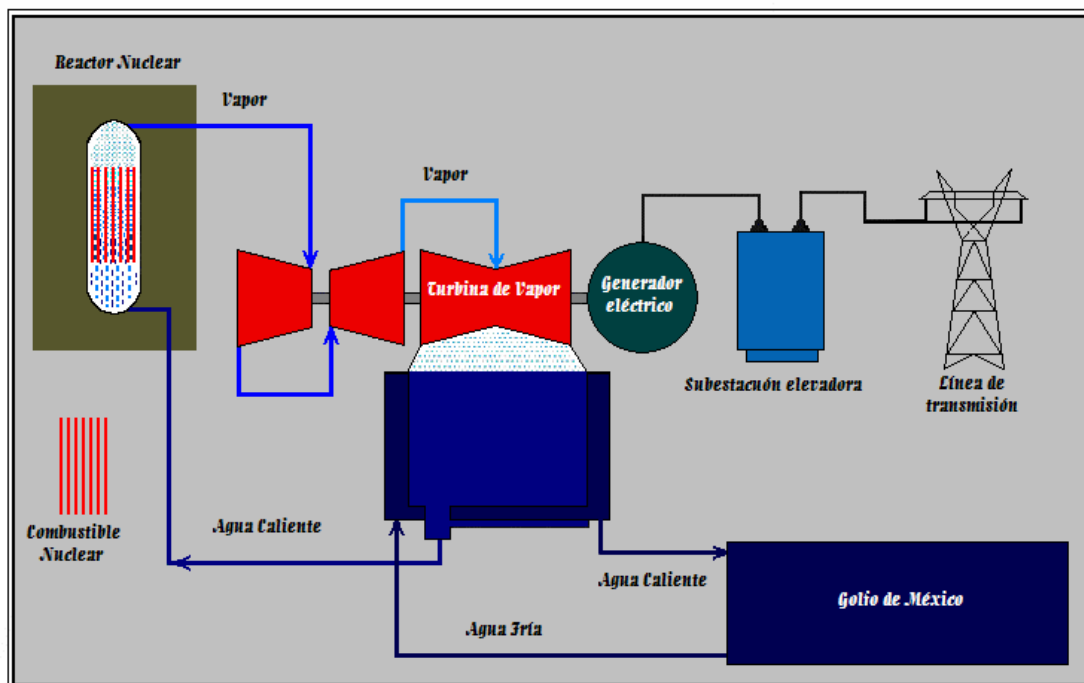 Reactor Nuclear
Vapor
Vapor
Turbina de Vapor
Generador
eléctrico
Subestacuón elevadora
Línea de
transmisión
Combustible
Nuclear
Agua Caliente
Agua Caliente
Golfo de México
Agua Fría